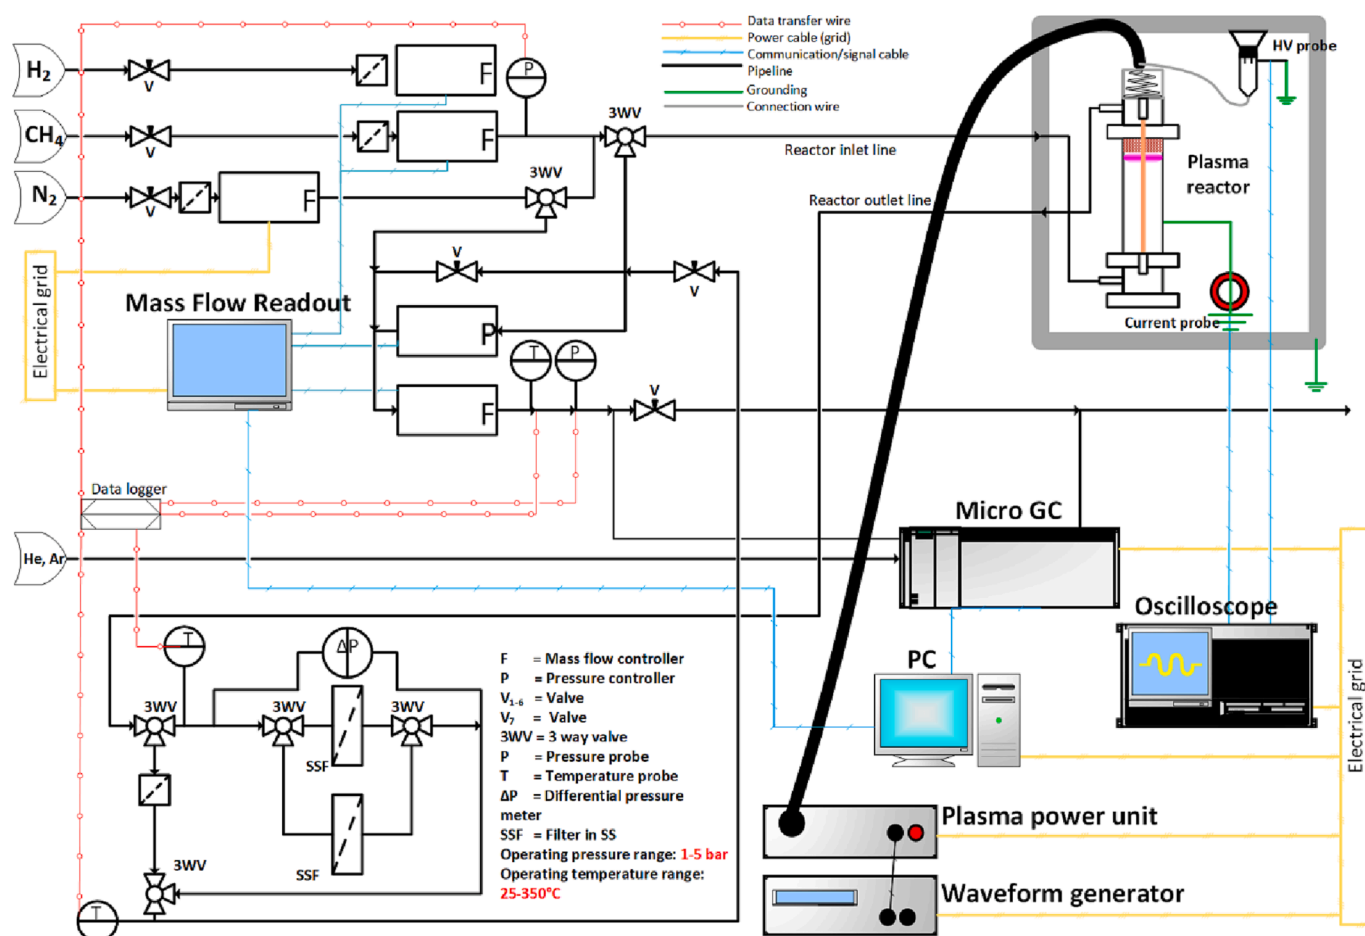 Data transfer wire
Power cable (grid)
Communication/signal cable
Pipeline
Grounding
Connection wire
H2
V
F
P
HV probe
CH4
V
F
3WV
Reactor inlet line
Plasma
reactor
N2
V
F
3WV
Reactor outlet line
Electrical grid
Mass Flow Readout
V
V
P
Current probe
T
P
F
V
Data logger
Micro GC
He, Ar
Oscilloscope
PC
Electrical grid
T
ΔP
3WV
3WV
3WV
SSF
SSF
3WV
T
F = Mass flow controller
P = Pressure controller
V1-6 = Valve
V7 = Valve
3WV = 3 way valve
P = Pressure probe
T = Temperature probe
ΔP = Differential pressure
meter
SSF = Filter in SS
Operating pressure range: 1-5 bar
Operating temperature range:
25-350°C
Plasma power unit
Waveform generator